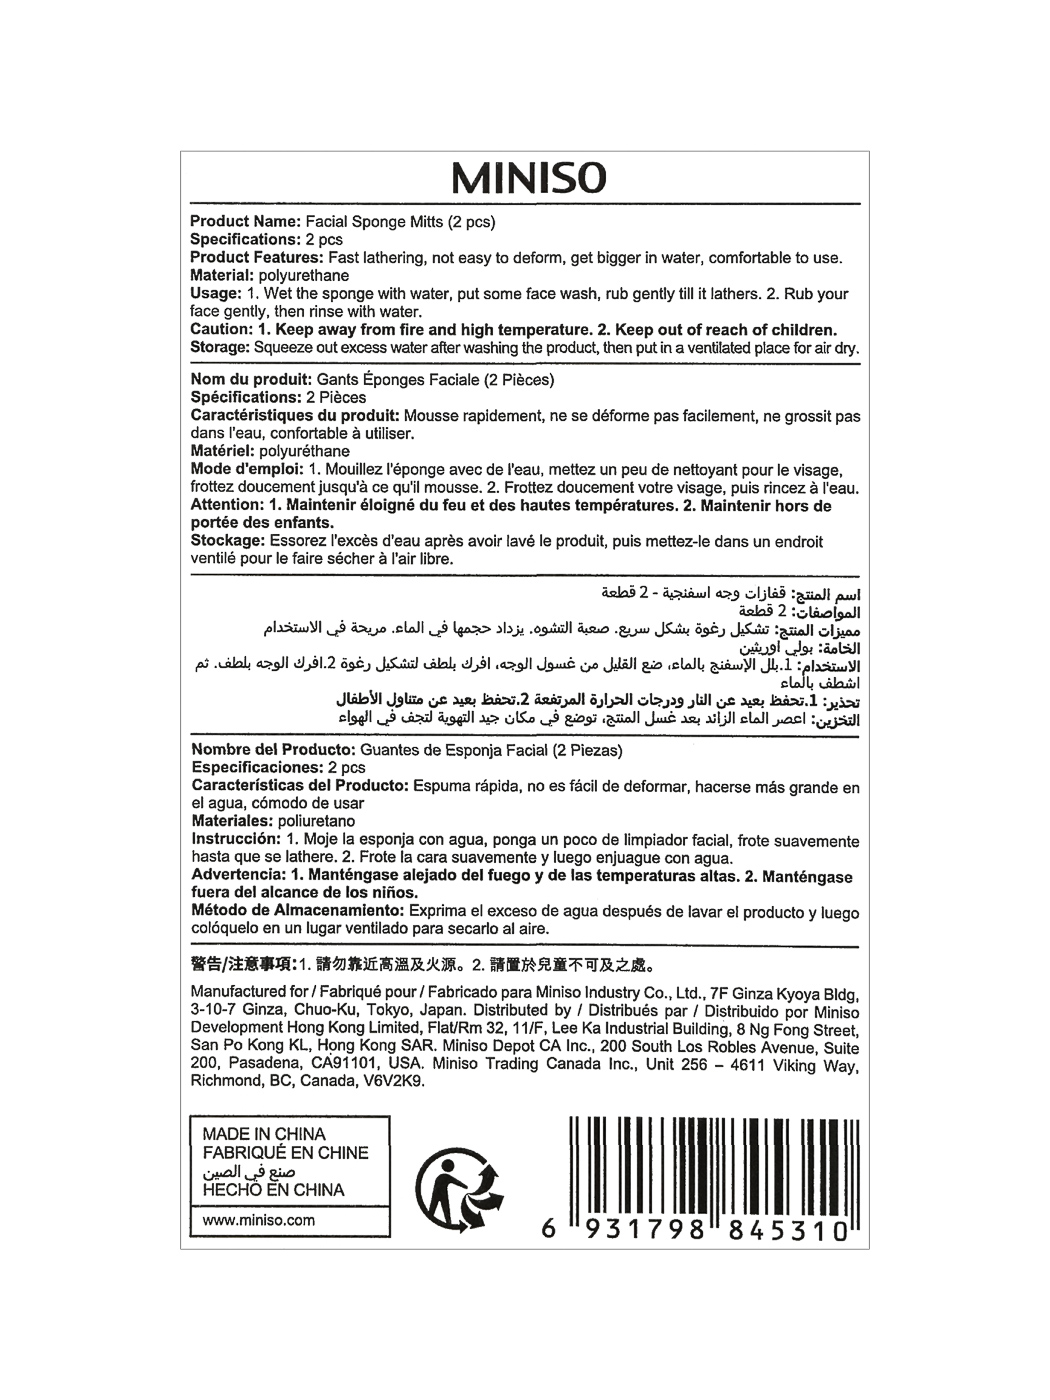 MINISO
Product Name: Facial Sponge Mitts (2 pcs)
Specifications: 2 pcs
Product Features: Fast lathering, not easy to deform, get bigger in water, comfortable to use.
Material: polyurethane
Usage: 1. Wet the sponge with water, put some face wash, rub gently till it lathers. 2. Rub your
face gently, then rinse with water.
Caution: 1. Keep away from fire and high temperature. 2. Keep out of reach of children.
Storage: Squeeze out excess water after washing the product, then put in a ventilated place for air dry.
Nom du produit: Gants Éponges Faciale (2 Pièces)
Spécifications: 2 Pièces
Caractéristiques du produit: Mousse rapidement, ne se déforme pas facilement, ne grossit pas
dans l'eau, confortable à utiliser.
Matériel: polyuréthane
Mode d'emploi: 1. Mouillez l'éponge avec de l'eau, mettez un peu de nettoyant pour le visage,
frottez doucement jusqu'à ce qu'il mousse. 2. Frottez doucement votre visage, puis rincez à l'eau.
Attention: 1. Maintenir éloigné du feu et des hautes températures. 2. Maintenir hors de
portée des enfants.
Stockage: Essorez l'excès d'eau après avoir lavé le produit, puis mettez-le dans un endroit
ventilé pour le faire sécher à l'air libre.
اسم المنتج: قفازات وجه اسفنجية - 2 قطعة
المواصفات: 2 قطعة
مميزات المنتج: تشكيل رغوة بشكل سريع. صعبة التشوه. يزداد حجمها في الماء. مريحة في الاستخدام
الخامة: بولي اوريثين
الاستخدام: 1.بلل الإسفنج بالماء، ضع القليل من غسول الوجه، افرك بلطف لتشكيل رغوة 2.افرك الوجه بلطف. ثم
اشطف بالماء
تحذير: 1.تحفظ بعيد عن النار ودرجات الحرارة المرتفعة 2.تحفظ بعيد عن متناول الأطفال
التخزين: اعصر الماء الزائد بعد غسل المنتج، توضع في مكان جيد التهوية لتجف في الهواء
Nombre del Producto: Guantes de Esponja Facial (2 Piezas)
Especificaciones: 2 pcs
Características del Producto: Espuma rápida, no es fácil de deformar, hacerse más grande en
el agua, cómodo de usar
Materiales: poliuretano
Instrucción: 1. Moje la esponja con agua, ponga un poco de limpiador facial, frote suavemente
hasta que se lathere. 2. Frote la cara suavemente y luego enjuague con agua.
Advertencia: 1. Manténgase alejado del fuego y de las temperaturas altas. 2. Manténgase
fuera del alcance de los niños.
Método de Almacenamiento: Exprima el exceso de agua después de lavar el producto y luego
colóquelo en un lugar ventilado para secarlo al aire.
警告/注意事項:1. 請勿靠近高溫及火源。2. 請置於兒童不可及之處。
Manufactured for / Fabriqué pour / Fabricado para Miniso Industry Co., Ltd., 7F Ginza Kyoya Bldg,
3-10-7 Ginza, Chuo-Ku, Tokyo, Japan. Distributed by / Distribués par / Distribuido por Miniso
Development Hong Kong Limited, Flat/Rm 32, 11/F, Lee Ka Industrial Building, 8 Ng Fong Street,
San Po Kong KL, Hong Kong SAR. Miniso Depot CA Inc., 200 South Los Robles Avenue, Suite
200, Pasadena, CA91101, USA. Miniso Trading Canada Inc., Unit 256 – 4611 Viking Way,
Richmond, BC, Canada, V6V2K9.
MADE IN CHINA
FABRIQUÉ EN CHINE
صنع في الصين
HECHO EN CHINA
www.miniso.com
6 931798 845310